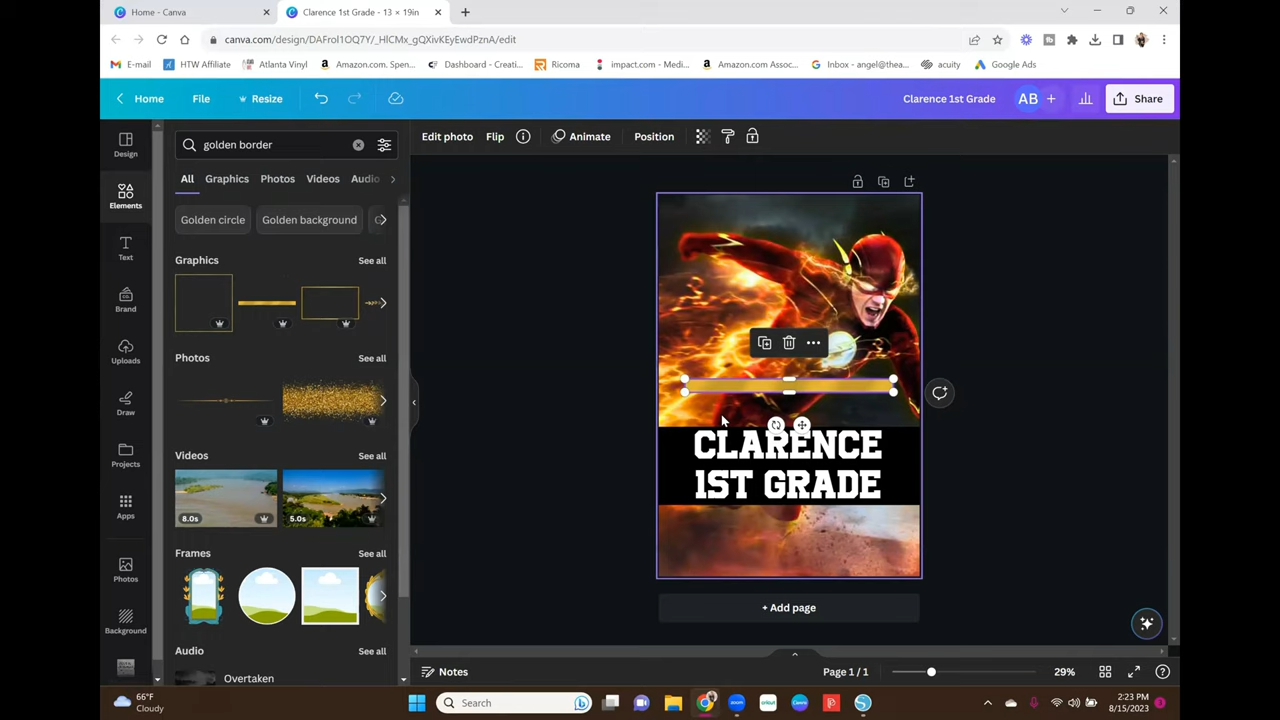 Home - Canva
Clarence 1st Grade - 13 × 19in
canva.com/design/DAFrol1OQ7Y/_HlCMx_gQXivKEyEwdPznA/edit
E-mail
HTW Affiliate
Atlanta Vinyl
Amazon.com. Spen...
Dashboard - Creati...
Ricoma
impact.com - Medi...
Amazon.com Assoc...
Inbox - angel@thea...
acuity
Google Ads
Home
File
Resize
Clarence 1st Grade
AB
Share
Design
Elements
Text
Brand
Uploads
Draw
Projects
Apps
Photos
Background
golden border
All
Graphics
Photos
Videos
Audio
Golden circle
Golden background
Graphics
See all
Photos
See all
Videos
See all
8.0s
5.0s
Frames
See all
Audio
See all
Overtaken
Edit photo
Flip
Animate
Position
CLARENCE
1ST GRADE
+ Add page
Notes
Page 1 / 1
29%
66°F
Cloudy
Search
2:23 PM
8/15/2023